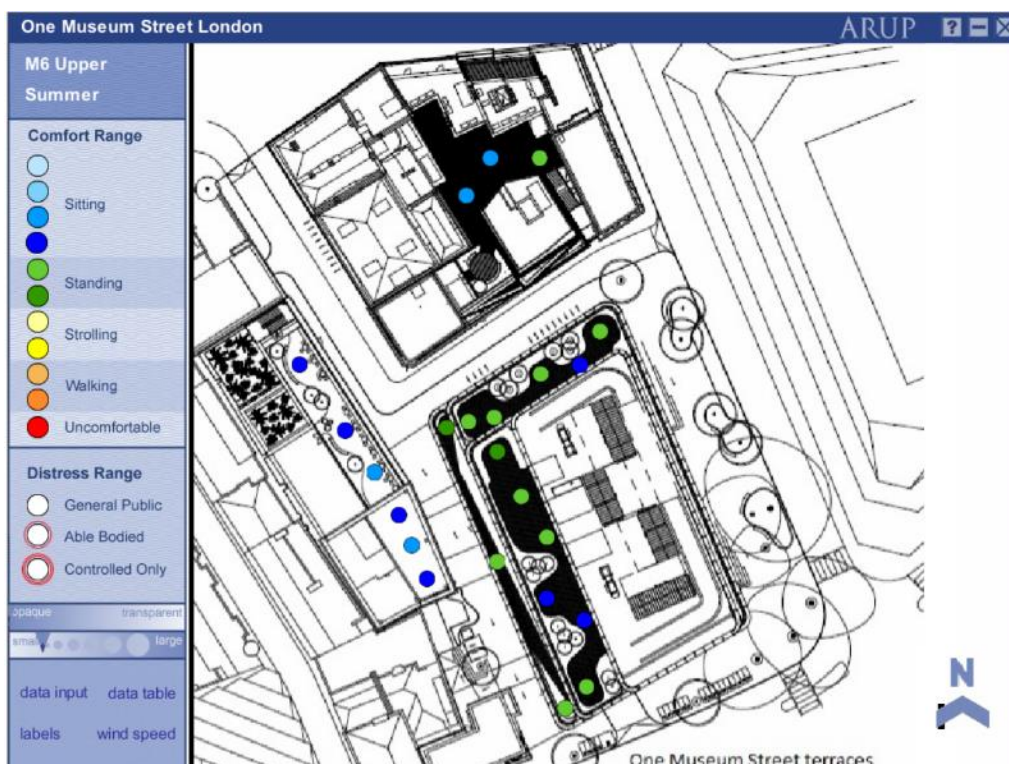 One Museum Street London
ARUP
M6 Upper
Summer
Comfort Range
Sitting
Standing
Strolling
Walking
Uncomfortable
Distress Range
General Public
Able Bodied
Controlled Only
opaque transparent
small large
data input data table
labels wind speed
N
One Museum Street terraces